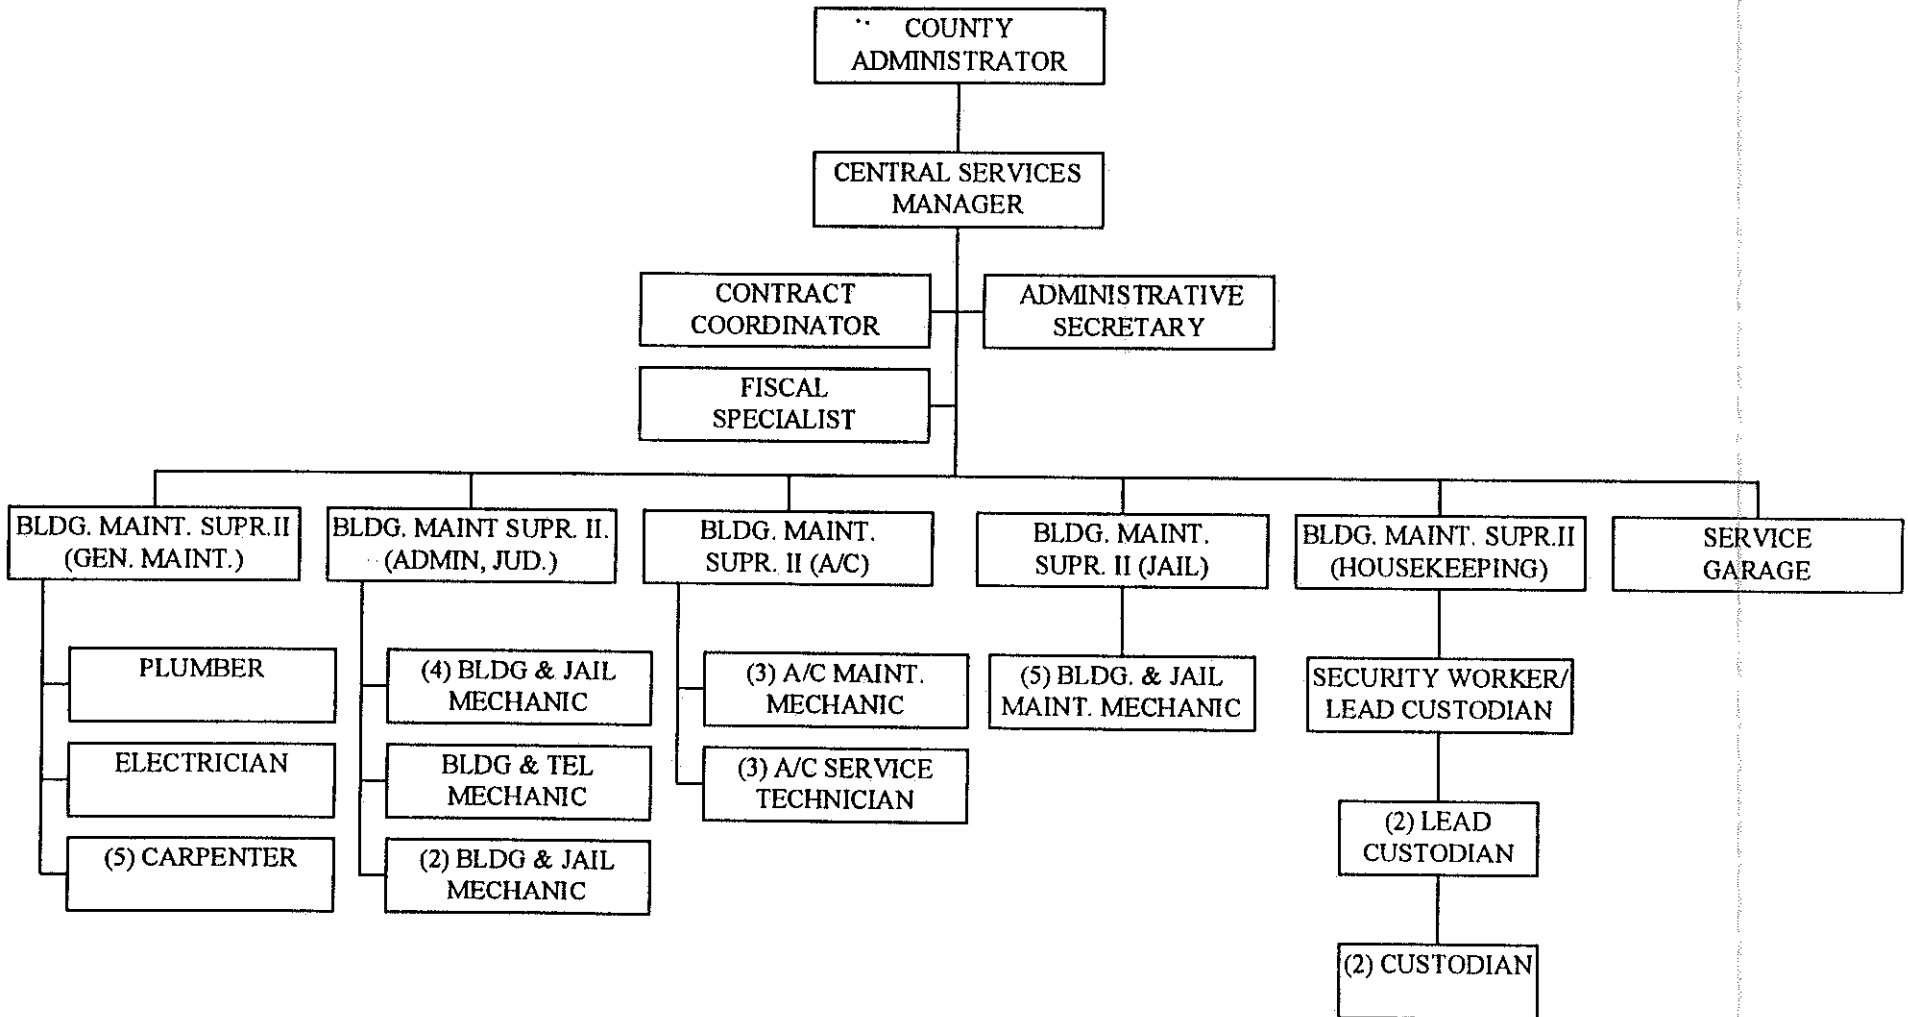 COUNTY
ADMINISTRATOR
CENTRAL SERVICES
MANAGER
CONTRACT
COORDINATOR
ADMINISTRATIVE
SECRETARY
FISCAL
SPECIALIST
BLDG. MAINT. SUPR.II
(GEN. MAINT.)
BLDG. MAINT SUPR. II.
(ADMIN, JUD.)
BLDG. MAINT.
SUPR. II (A/C)
BLDG. MAINT.
SUPR. II (JAIL)
BLDG. MAINT. SUPR.II
(HOUSEKEEPING)
SERVICE
GARAGE
PLUMBER
ELECTRICIAN
(5) CARPENTER
(4) BLDG & JAIL
MECHANIC
BLDG & TEL
MECHANIC
(2) BLDG & JAIL
MECHANIC
(3) A/C MAINT.
MECHANIC
(3) A/C SERVICE
TECHNICIAN
(5) BLDG. & JAIL
MAINT. MECHANIC
SECURITY WORKER/
LEAD CUSTODIAN
(2) LEAD
CUSTODIAN
(2) CUSTODIAN